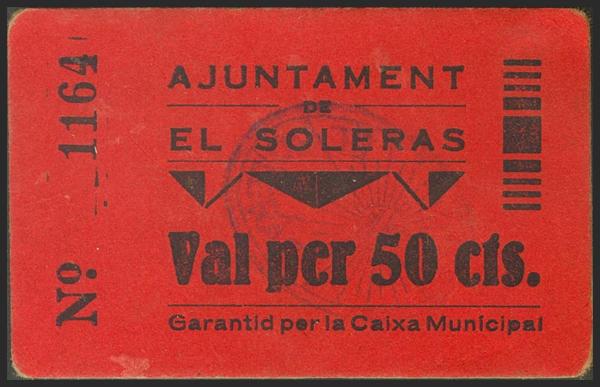 Nº. 1164
AJUNTAMENT
DE
EL SOLERAS
Val per 50 cts.
Garantid per la Caixa Municipal